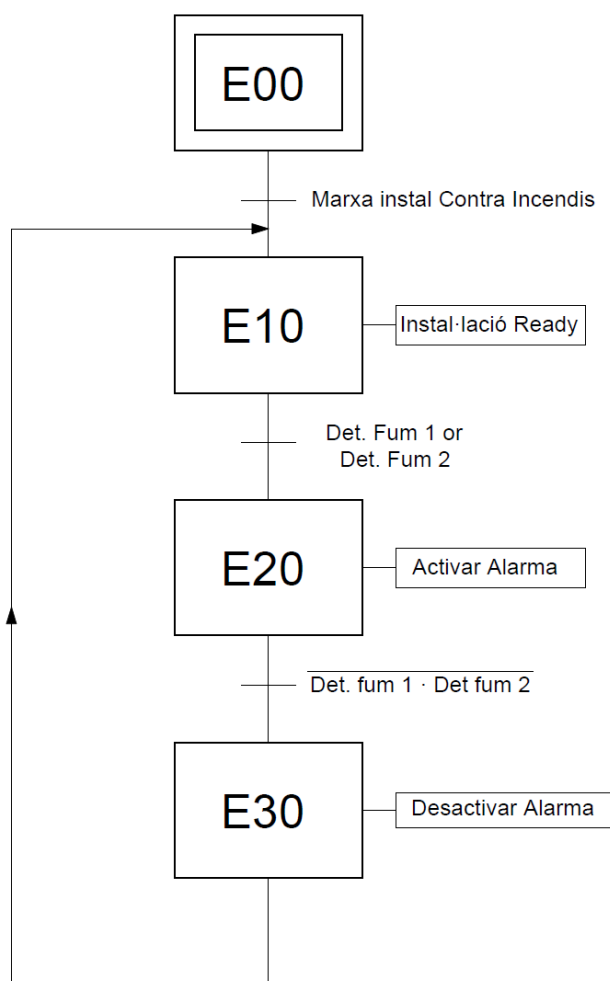 E00
Marxa instal Contra Incendis
E10
Instal·lació Ready
Det. Fum 1 or
Det. Fum 2
E20
Activar Alarma
Det. fum 1 · Det fum 2
E30
Desactivar Alarma